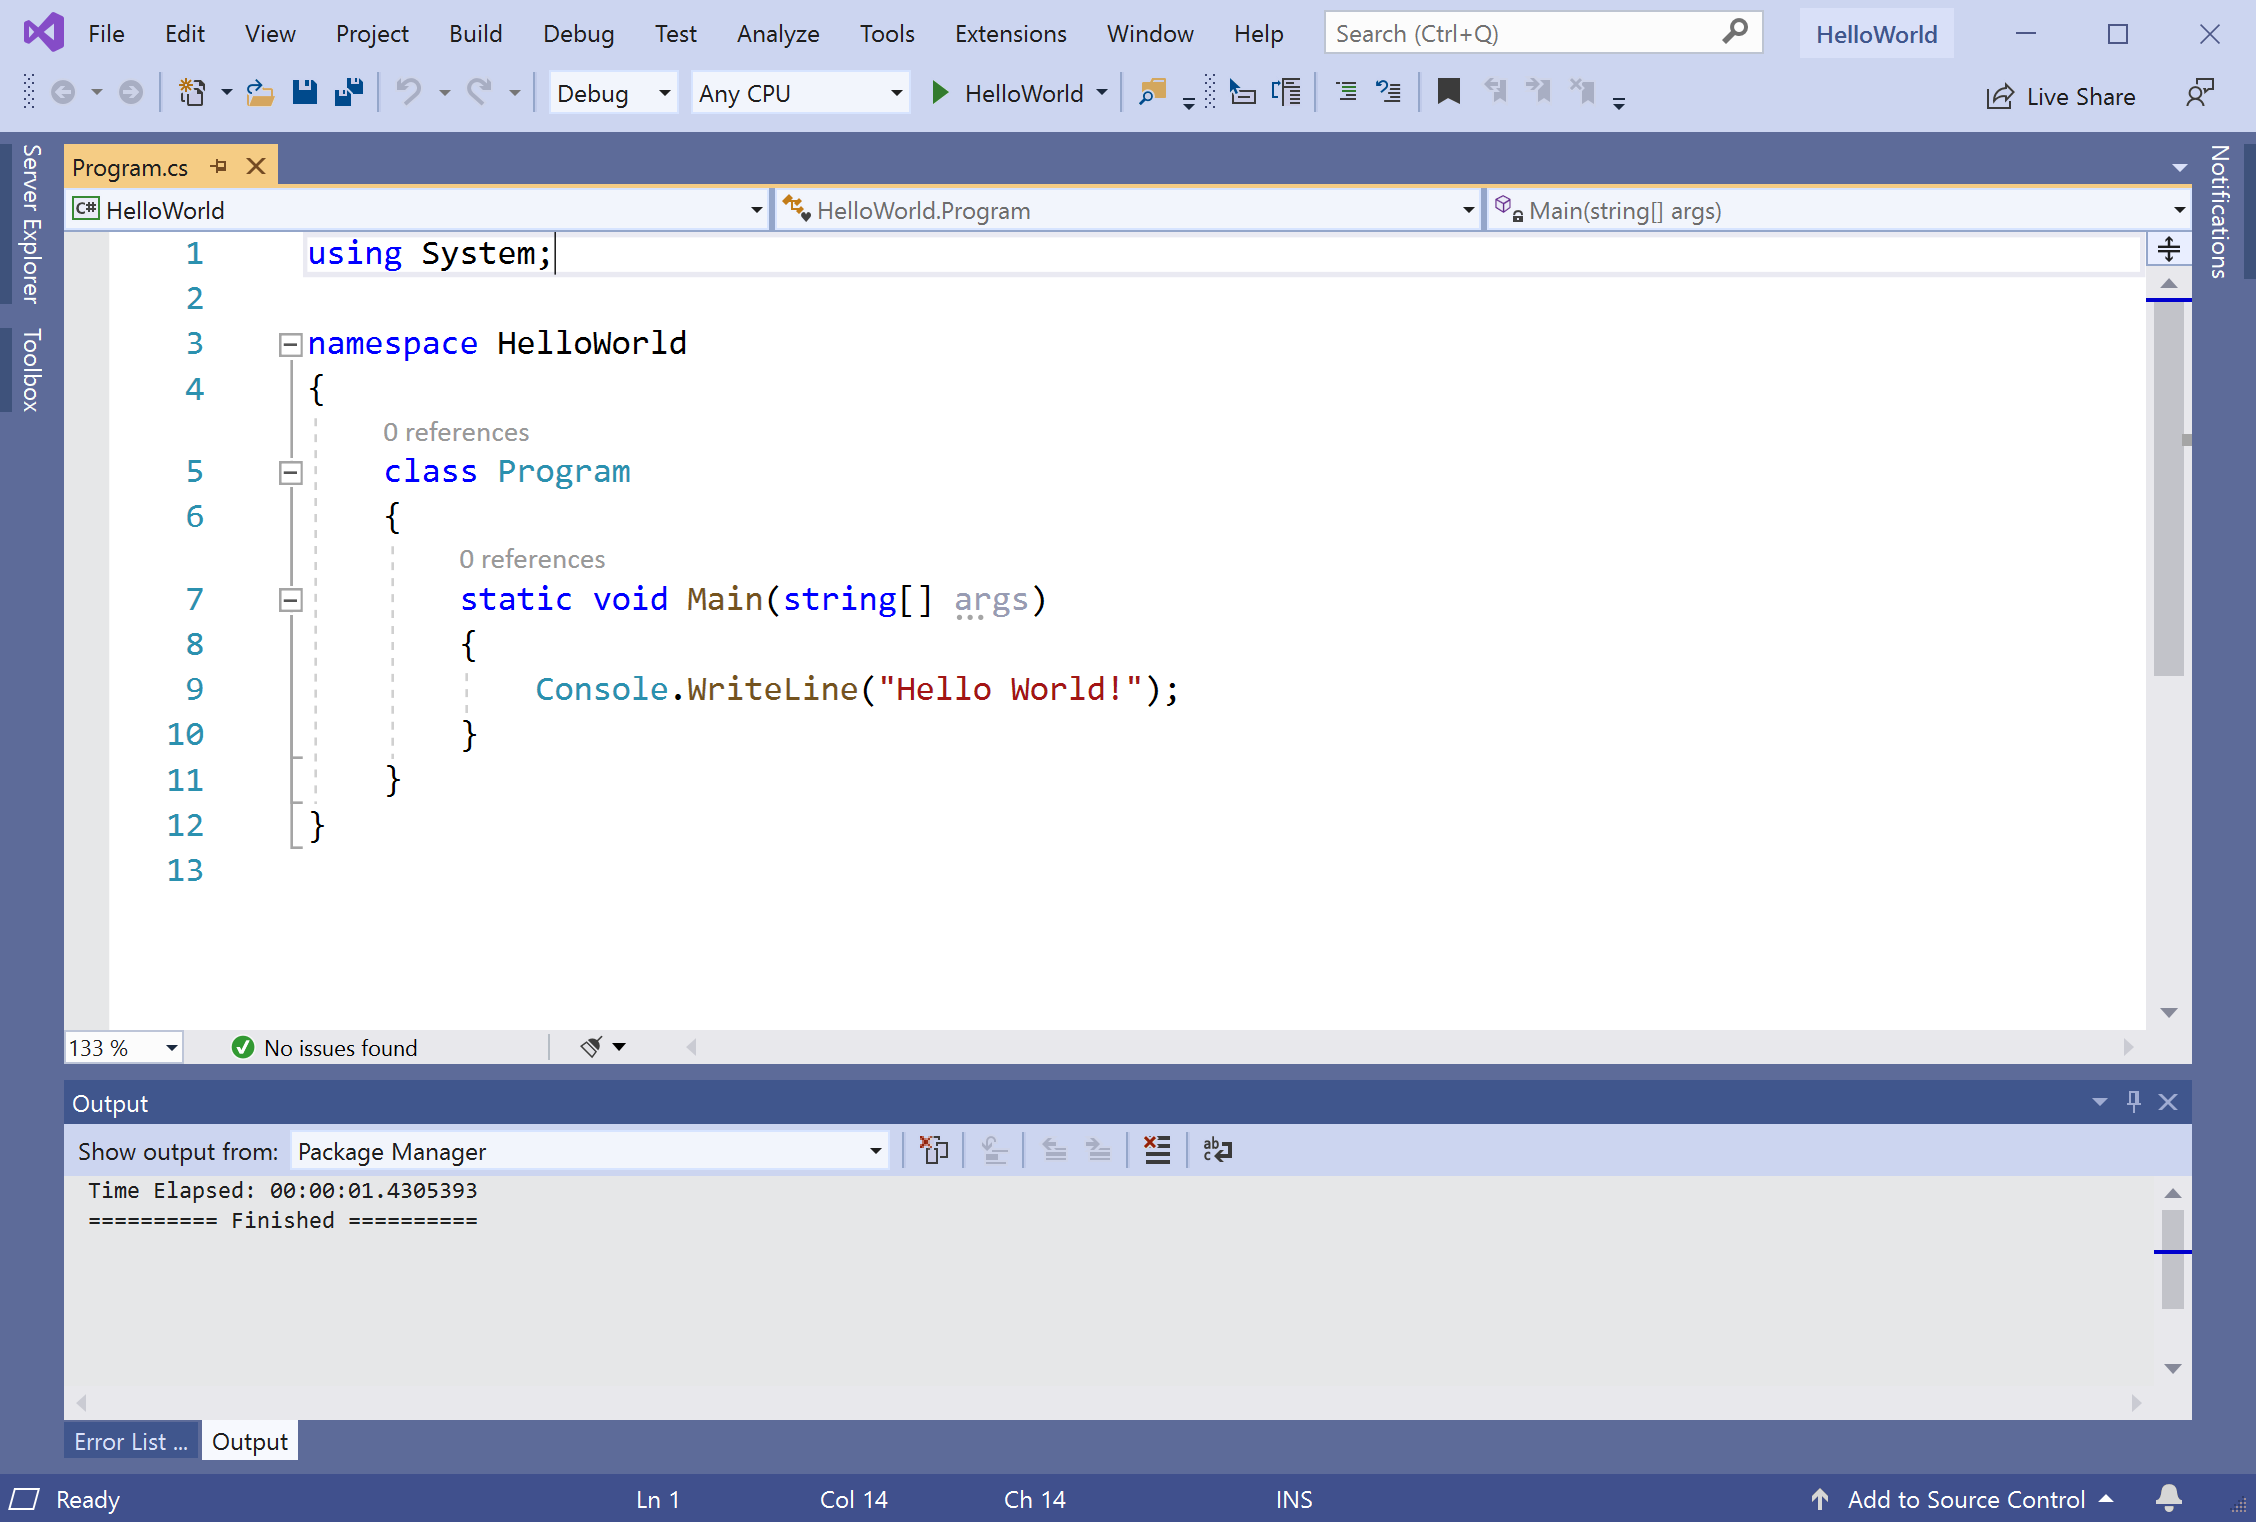 File Edit View Project Build Debug Test Analyze Tools Extensions Window Help Search (Ctrl+Q) HelloWorld
Debug Any CPU HelloWorld Live Share
Server Explorer
Toolbox
Notifications
Program.cs
C# HelloWorld HelloWorld.Program Main(string[] args)
1 using System;
2
3 namespace HelloWorld
4 {
0 references
5 class Program
6 {
0 references
7 static void Main(string[] args)
8 {
9 Console.WriteLine("Hello World!");
10 }
11 }
12 }
13
133 % No issues found
Output
Show output from: Package Manager
Time Elapsed: 00:00:01.4305393
========== Finished ==========
Error List ... Output
Ready Ln 1 Col 14 Ch 14 INS Add to Source Control